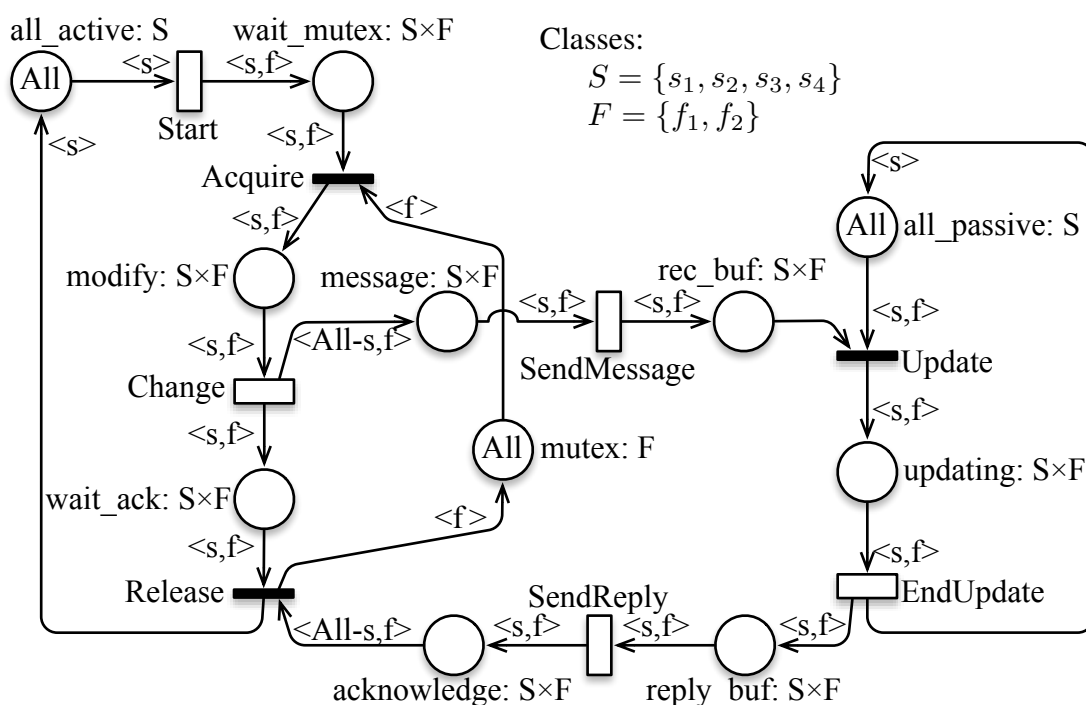 all_active: S
wait_mutex: S×F
Classes:
S = {s1, s2, s3, s4}
F = {f1, f2}
All
<s>
<s,f>
Start
<s>
<s,f>
<s>
Acquire
<f>
<s,f>
All
all_passive: S
modify: S×F
message: S×F
rec_buf: S×F
<s,f>
<s,f>
<s,f>
<s,f>
<All-s,f>
SendMessage
Update
Change
<s,f>
<s,f>
All
mutex: F
updating: S×F
wait_ack: S×F
<f>
<s,f>
<s,f>
Release
SendReply
EndUpdate
<All-s,f>
<s,f>
<s,f>
<s,f>
acknowledge: S×F
reply_buf: S×F